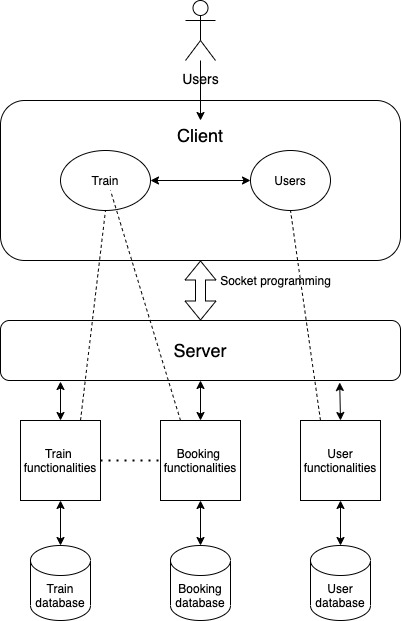 Users
Client
Train
Users
Socket programming
Server
Train
functionalities
Booking
functionalities
User
functionalities
Train
database
Booking
database
User
database